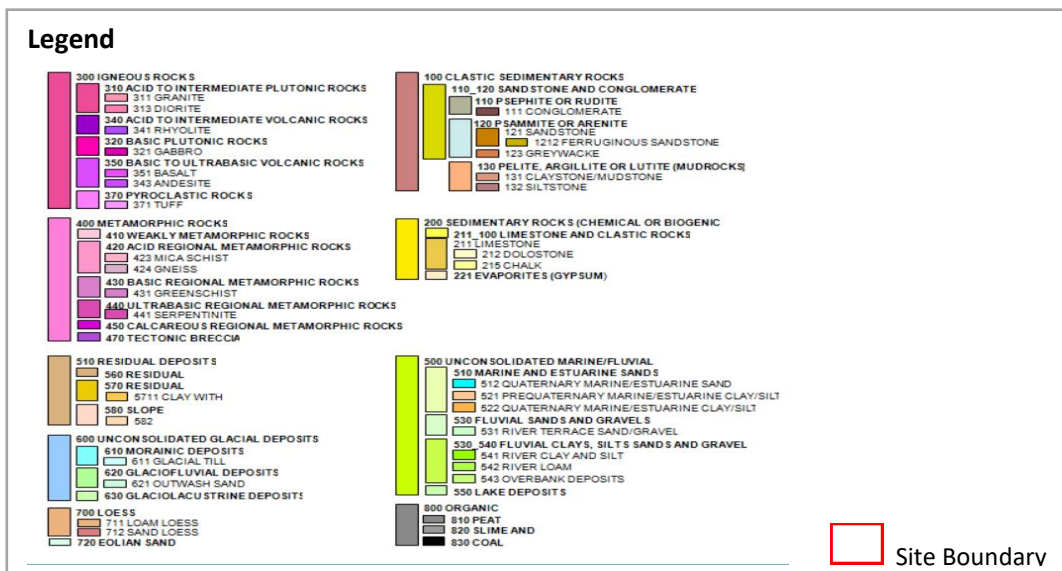 Legend
300 IGNEOUS ROCKS
310 ACID TO INTERMEDIATE PLUTONIC ROCKS
311 GRANITE
313 DIORITE
340 ACID TO INTERMEDIATE VOLCANIC ROCKS
341 RHYOLITE
320 BASIC PLUTONIC ROCKS
321 GABBRO
350 BASIC TO ULTRABASIC VOLCANIC ROCKS
351 BASALT
343 ANDESITE
370 PYROCLASTIC ROCKS
371 TUFF
400 METAMORPHIC ROCKS
410 WEAKLY METAMORPHIC ROCKS
420 ACID REGIONAL METAMORPHIC ROCKS
423 MICA SCHIST
424 GNEISS
430 BASIC REGIONAL METAMORPHIC ROCKS
431 GREENSCHIST
440 ULTRABASIC REGIONAL METAMORPHIC ROCKS
441 SERPENTINITE
450 CALCAREOUS REGIONAL METAMORPHIC ROCKS
470 TECTONIC BRECCIA
510 RESIDUAL DEPOSITS
560 RESIDUAL
570 RESIDUAL
5711 CLAY WITH
580 SLOPE
582
600 UNCONSOLIDATED GLACIAL DEPOSITS
610 MORAINIC DEPOSITS
611 GLACIAL TILL
620 GLACIOFLUVIAL DEPOSITS
621 OUTWASH SAND
630 GLACIOLACUSTRINE DEPOSITS
700 LOESS
711 LOAM LOESS
712 SAND LOESS
720 EOLIAN SAND
100 CLASTIC SEDIMENTARY ROCKS
110_120 SANDSTONE AND CONGLOMERATE
110 PSEPHITE OR RUDITE
111 CONGLOMERATE
120 PSAMMITE OR ARENITE
121 SANDSTONE
1212 FERRUGINOUS SANDSTONE
123 GREYWACKE
130 PELITE, ARGILLITE OR LUTITE (MUDROCKS)
131 CLAYSTONE/MUDSTONE
132 SILTSTONE
200 SEDIMENTARY ROCKS (CHEMICAL OR BIOGENIC
211_100 LIMESTONE AND CLASTIC ROCKS
211 LIMESTONE
212 DOLOSTONE
215 CHALK
221 EVAPORITES (GYPSUM)
500 UNCONSOLIDATED MARINE/FLUVIAL
510 MARINE AND ESTUARINE SANDS
512 QUATERNARY MARINE/ESTUARINE SAND
521 PREQUATERNARY MARINE/ESTUARINE CLAY/SILT
522 QUATERNARY MARINE/ESTUARINE CLAY/SILT
530 FLUVIAL SANDS AND GRAVELS
531 RIVER TERRACE SAND/GRAVEL
530_540 FLUVIAL CLAYS, SILTS SANDS AND GRAVEL
541 RIVER CLAY AND SILT
542 RIVER LOAM
543 OVERBANK DEPOSITS
550 LAKE DEPOSITS
800 ORGANIC
810 PEAT
820 SLIME AND
830 COAL
Site Boundary